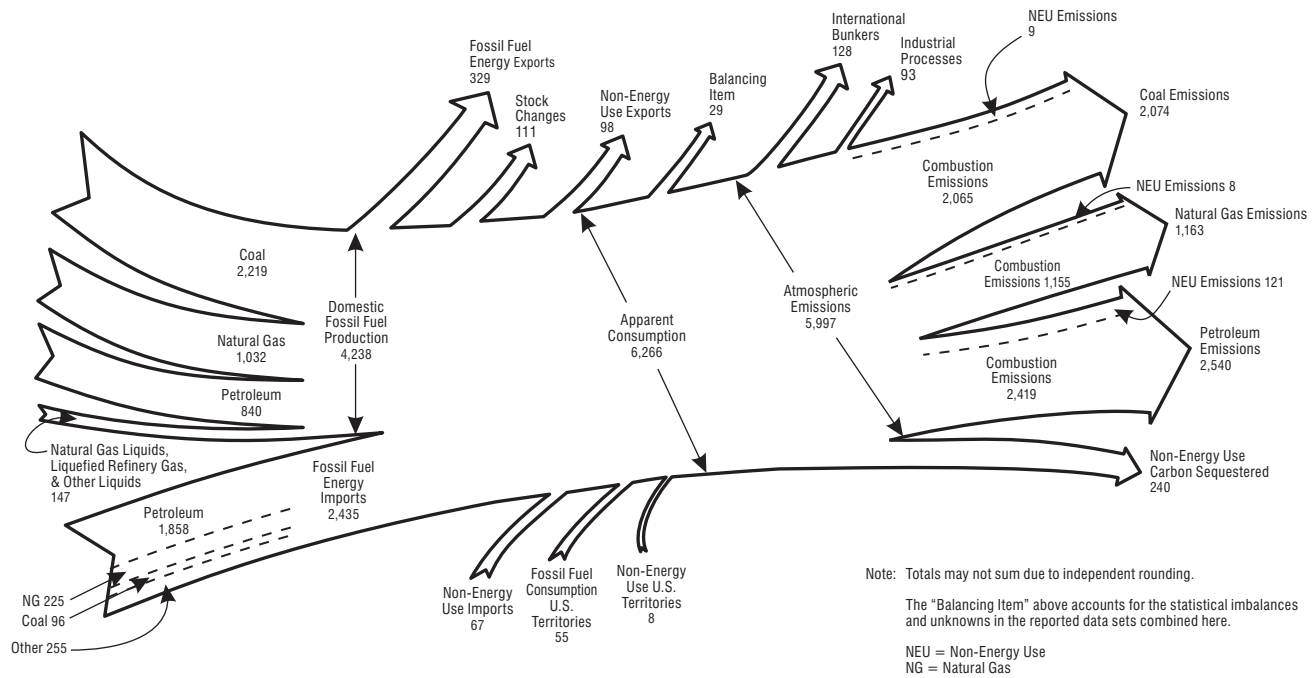 Fossil Fuel
Energy Exports
329
Stock
Changes
111
Non-Energy
Use Exports
98
Balancing
Item
29
International
Bunkers
128
Industrial
Processes
93
NEU Emissions
9
Coal Emissions
2,074
Combustion
Emissions
2,065
NEU Emissions 8
Natural Gas Emissions
1,163
Combustion
Emissions 1,155
NEU Emissions 121
Petroleum
Emissions
2,540
Combustion
Emissions
2,419
Coal
2,219
Natural Gas
1,032
Petroleum
840
Natural Gas Liquids,
Liquefied Refinery Gas,
& Other Liquids
147
Domestic
Fossil Fuel
Production
4,238
Apparent
Consumption
6,266
Atmospheric
Emissions
5,997
Fossil Fuel
Energy
Imports
2,435
Petroleum
1,858
NG 225
Coal 96
Other 255
Non-Energy
Use Imports
67
Fossil Fuel
Consumption
U.S.
Territories
55
Non-Energy
Use U.S.
Territories
8
Non-Energy Use
Carbon Sequestered
240
Note: Totals may not sum due to independent rounding.
The “Balancing Item” above accounts for the statistical imbalances
and unknowns in the reported data sets combined here.
NEU = Non-Energy Use
NG = Natural Gas